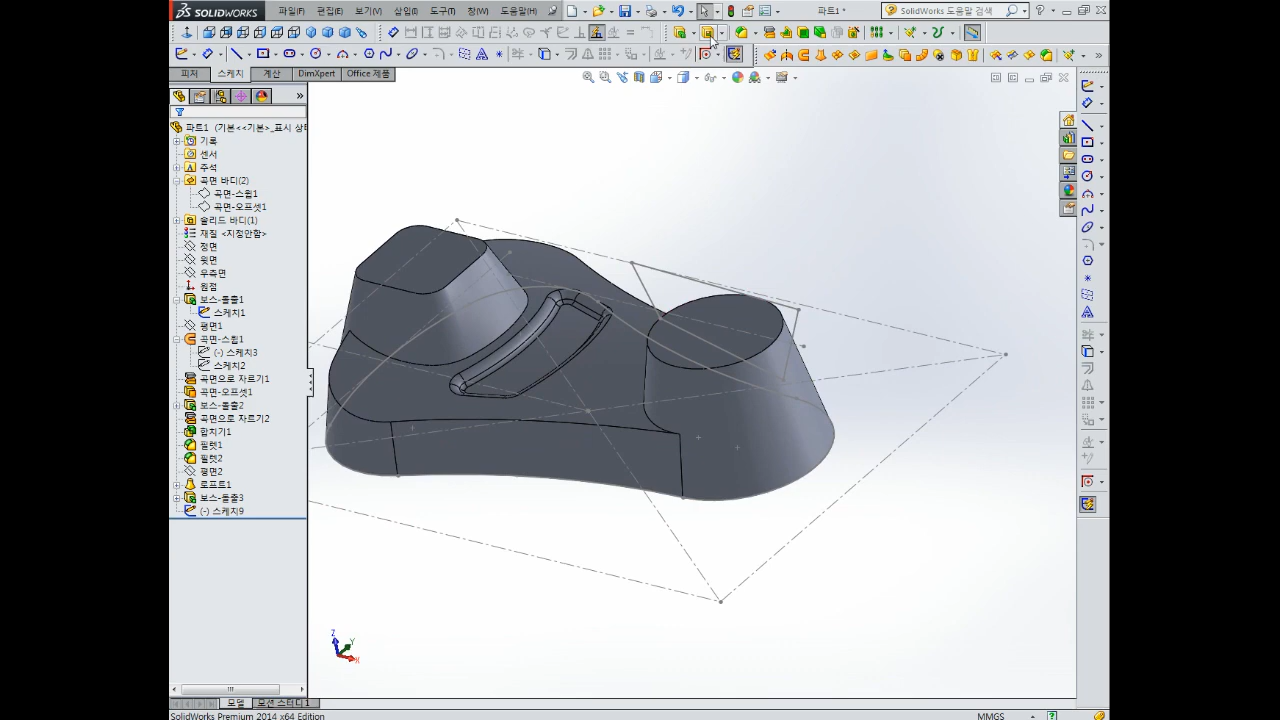 SOLIDWORKS 파일(F) 편집(E) 보기(V) 삽입(I) 도구(T) 창(W) 도움말(H) 파트1 * SolidWorks 도움말 검색
피처 스케치 계산 DimXpert Office 제품
파트1 (기본<<기본>_표시 상태
기록
센서
주석
곡면 바디(2)
곡면-스윕1
곡면-오프셋1
솔리드 바디(1)
재질 <지정안함>
정면
윗면
우측면
원점
보스-돌출1
스케치1
평면1
곡면-스윕1
(-) 스케치3
스케치2
곡면으로 자르기1
곡면-오프셋1
보스-돌출2
곡면으로 자르기2
합치기1
필렛1
필렛2
평면2
로프트1
보스-돌출3
(-) 스케치9
Z
Y
X
모델 모션 스터디 1
SolidWorks Premium 2014 x64 Edition MMGS